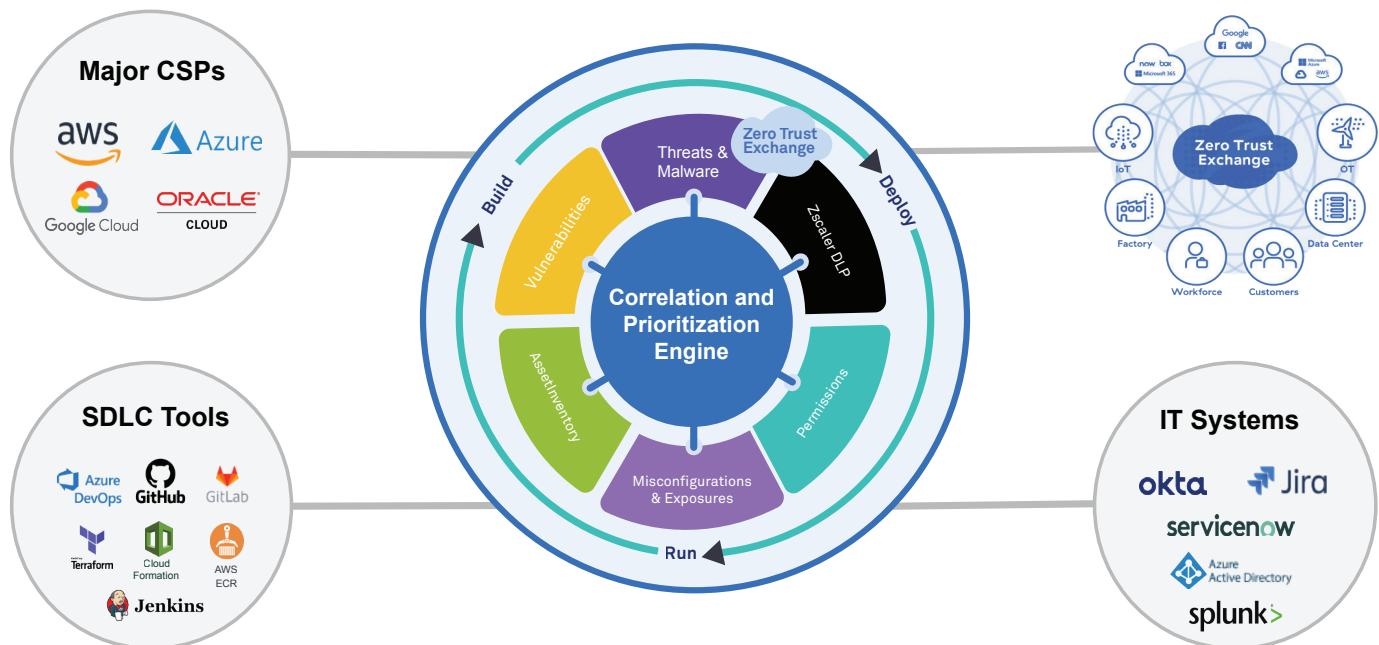 Major CSPs
aws
Azure
Google Cloud
ORACLE
CLOUD
SDLC Tools
Azure
DevOps
GitHub
GitLab
Terraform
Cloud
Formation
AWS
ECR
Jenkins
Build
Deploy
Run
Threats &
Malware
Zero Trust
Exchange
Zscaler DLP
Permissions
Misconfigurations
& Exposures
AssetInventory
Vulnerabilities
Correlation and
Prioritization
Engine
Google
CNN
now box
Microsoft 365
Microsoft
Azure
aws
Zero Trust
Exchange
IoT
OT
Factory
Data Center
Workforce
Customers
IT Systems
okta
Jira
servicenow
Azure
Active Directory
splunk>